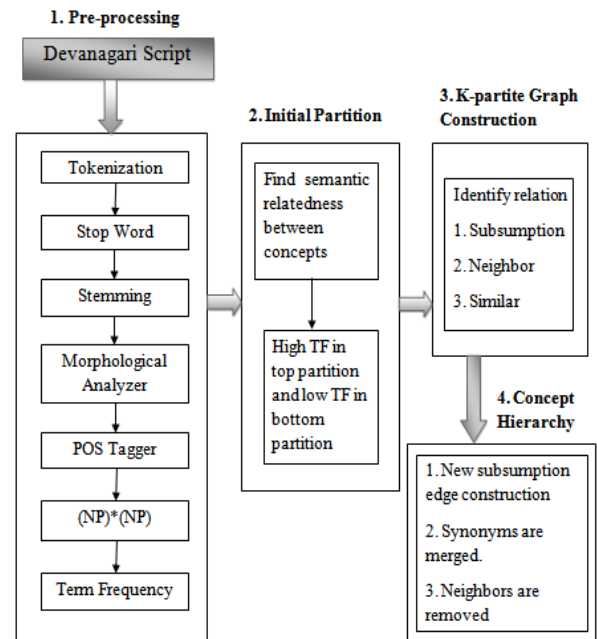 1. Pre-processing
Devanagari Script
Tokenization
Stop Word
Stemming
Morphological
Analyzer
POS Tagger
(NP)*(NP)
Term Frequency
2. Initial Partition
Find semantic
relatedness
between
concepts
High TF in
top partition
and low TF in
bottom
partition
3. K-partite Graph
Construction
Identify relation
1. Subsumption
2. Neighbor
3. Similar
4. Concept
Hierarchy
1. New subsumption
edge construction
2. Synonyms are
merged.
3. Neighbors are
removed